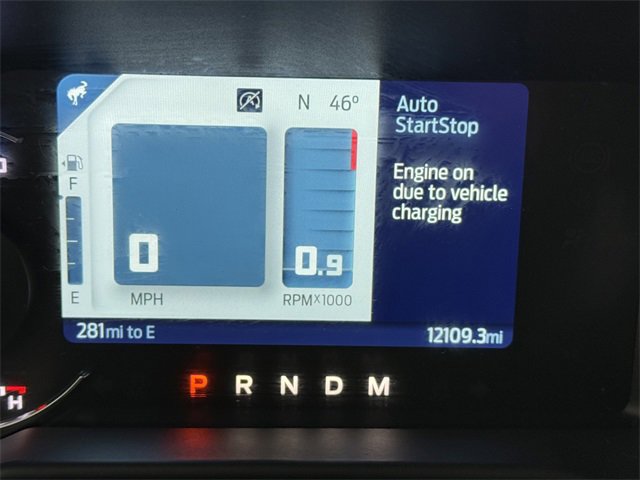 N 46°
Auto
StartStop
Engine on
due to vehicle
charging
F
E
0
MPH
0.9
RPMx1000
281mi to E
12109.3mi
P R N D M
H